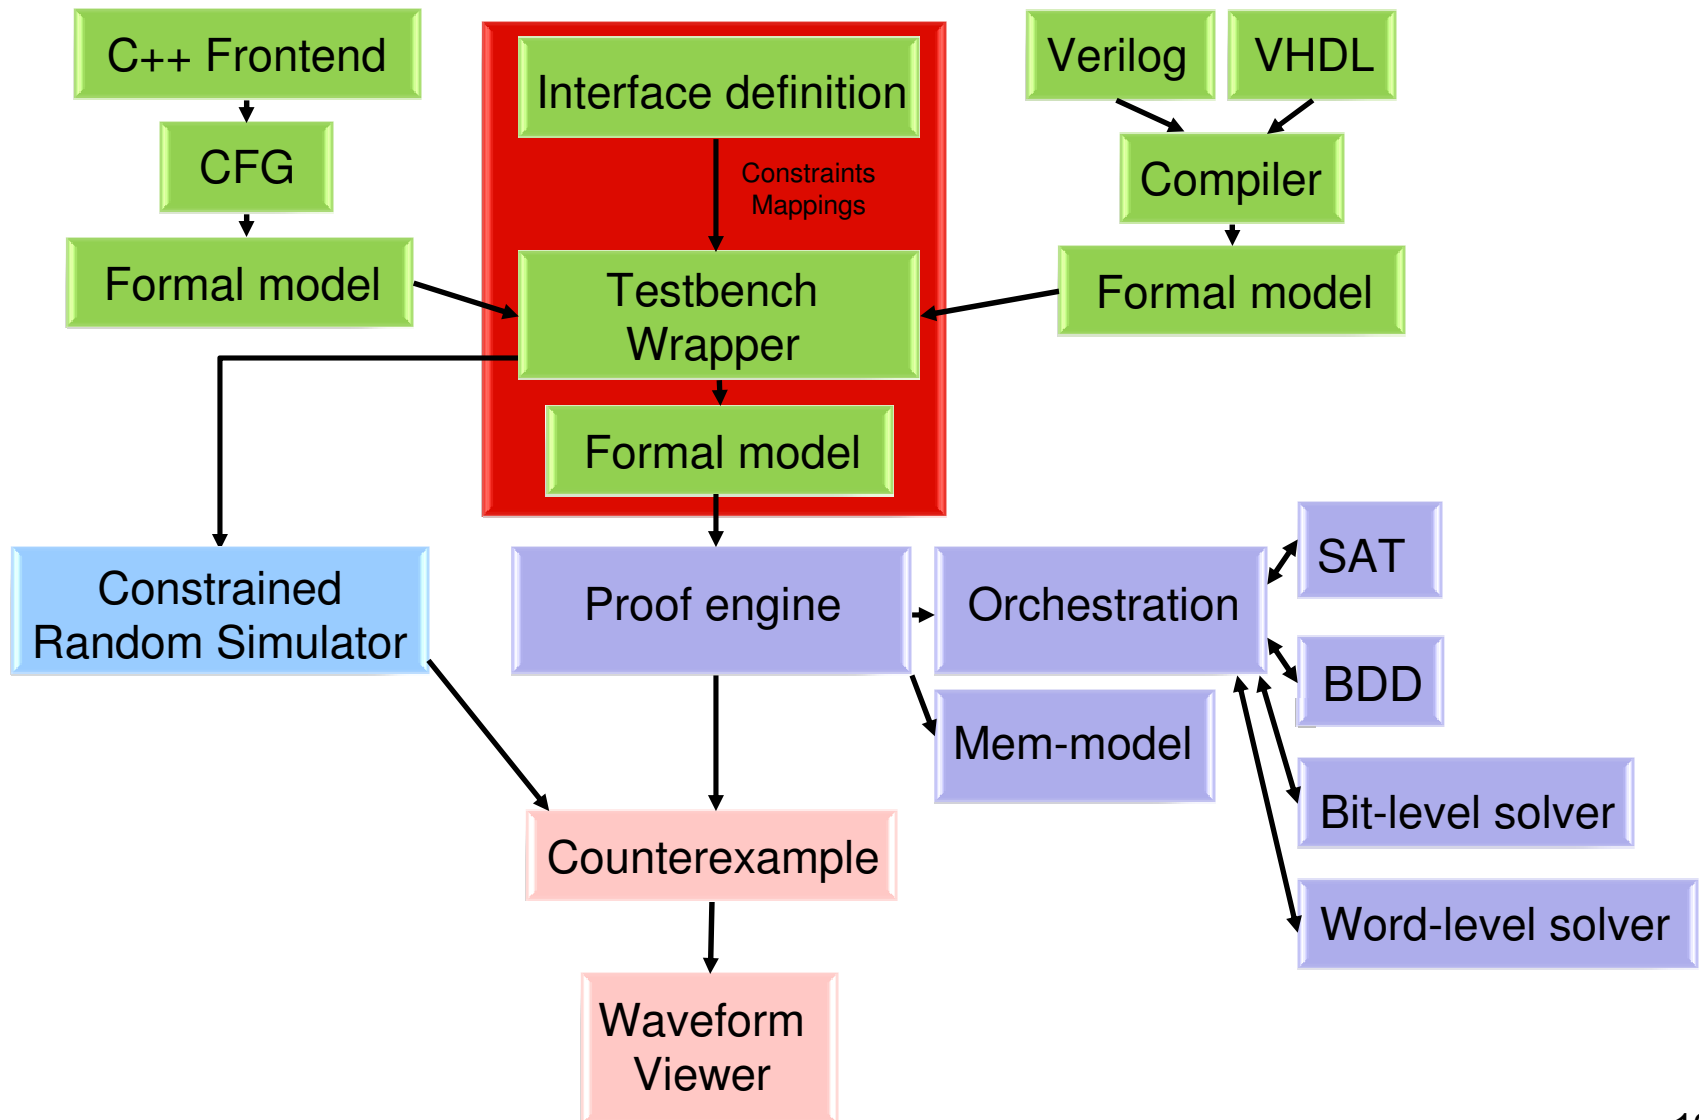 C++ Frontend
Interface definition
Verilog
VHDL
CFG
Constraints
Mappings
Compiler
Formal model
Testbench
Wrapper
Formal model
Formal model
Constrained
Random Simulator
Proof engine
Orchestration
SAT
BDD
Mem-model
Bit-level solver
Counterexample
Word-level solver
Waveform
Viewer